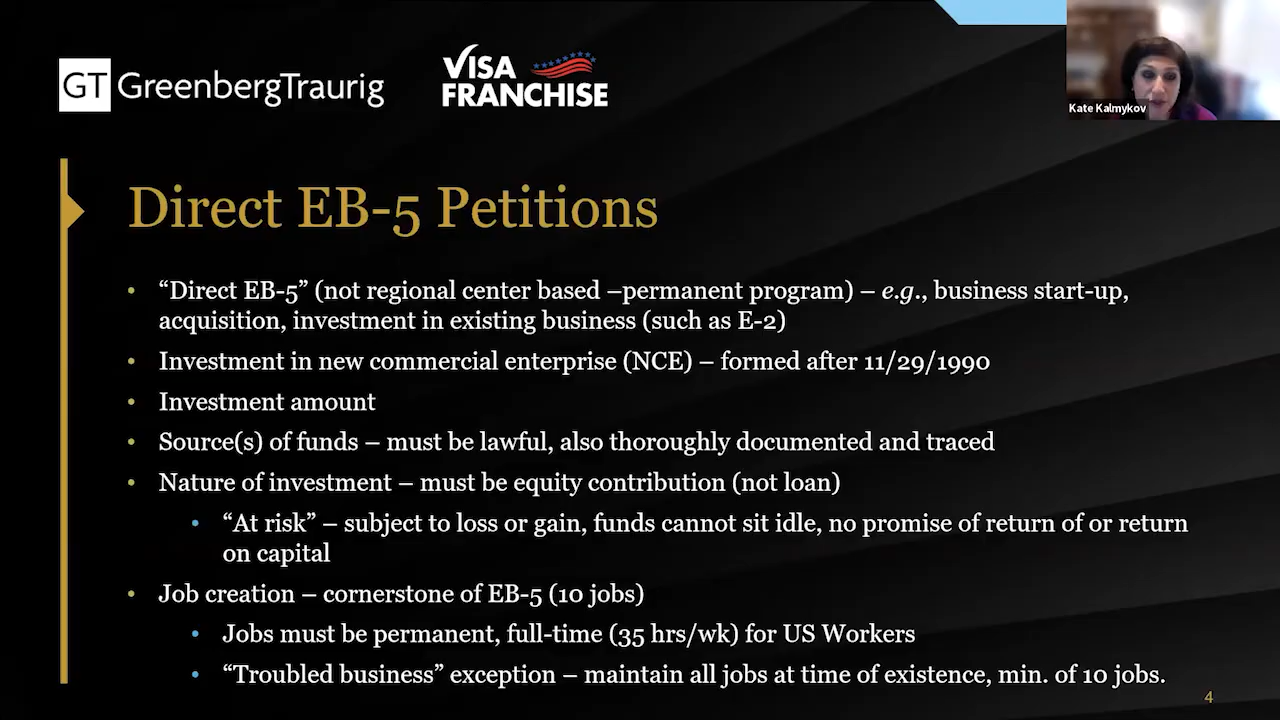 GT GreenbergTraurig
VISA
FRANCHISE
Kate Kalmykov
Direct EB-5 Petitions
• “Direct EB-5” (not regional center based –permanent program) – e.g., business start-up,
acquisition, investment in existing business (such as E-2)
• Investment in new commercial enterprise (NCE) – formed after 11/29/1990
• Investment amount
• Source(s) of funds – must be lawful, also thoroughly documented and traced
• Nature of investment – must be equity contribution (not loan)
• “At risk” – subject to loss or gain, funds cannot sit idle, no promise of return of or return
on capital
• Job creation – cornerstone of EB-5 (10 jobs)
• Jobs must be permanent, full-time (35 hrs/wk) for US Workers
• “Troubled business” exception – maintain all jobs at time of existence, min. of 10 jobs.
4